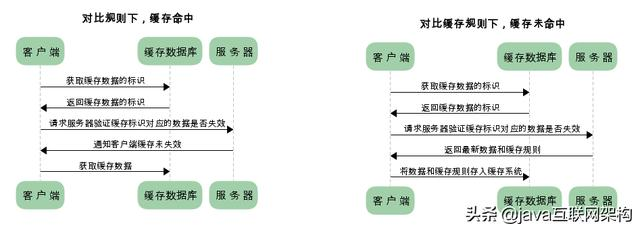 对比规则下，缓存命中
客户端
缓存数据库
服务器
获取缓存数据的标识
返回缓存数据的标识
请求服务器验证缓存标识对应的数据是否失效
通知客户端缓存未失效
获取缓存数据
客户端
缓存数据库
服务器
对比缓存规则下，缓存未命中
客户端
缓存数据库
服务器
获取缓存数据的标识
返回缓存数据的标识
请求服务器验证缓存标识对应的数据是否失效
返回最新数据和缓存规则
将数据和缓存规则存入缓存系统
客户端
缓存数据库
服务器
头条 @java互联网架构